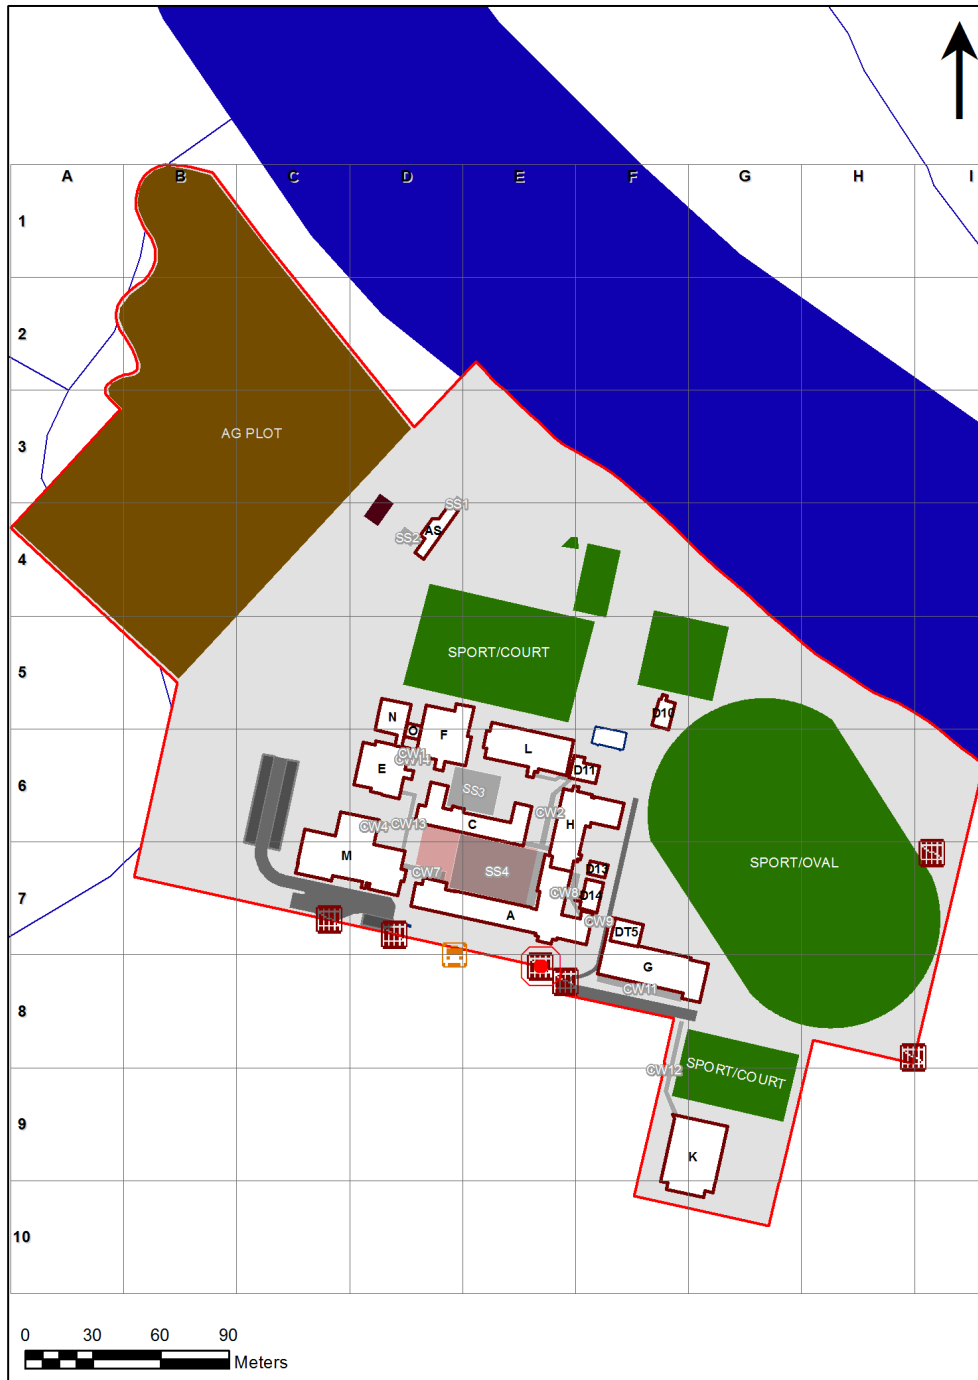 A B C D E F G H I
1
2
3
AG PLOT
SS1
AS
SS2
4
SPORT/COURT
5
D10
N
O
F
L
CW1
CW14
E
D11
6
SS3
CW2
CW4
CW13
C
H
M
SPORT/OVAL
CW7
SS4
D13
CW8
D14
7
A
CW9
DT5
G
CW11
8
CW12
SPORT/COURT
9
K
10
0 30 60 90
Meters